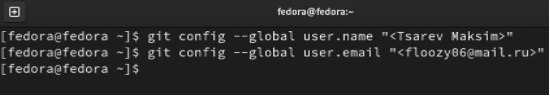 fedora@fedora:~
[fedora@fedora ~]$ git config --global user.name "<Tsarev Maksim>"
[fedora@fedora ~]$ git config --global user.email "<floozy06@mail.ru>"
[fedora@fedora ~]$